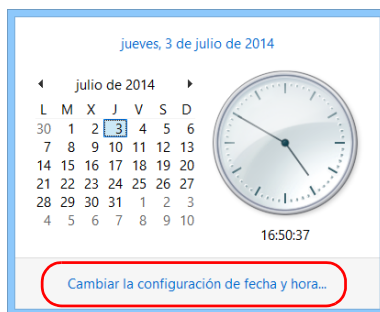 jueves, 3 de julio de 2014
julio de 2014
L M X J V S D
30 1 2 3 4 5 6
7 8 9 10 11 12 13
14 15 16 17 18 19 20
21 22 23 24 25 26 27
28 29 30 31 1 2 3
4 5 6 7 8 9 10
16:50:37
Cambiar la configuración de fecha y hora...